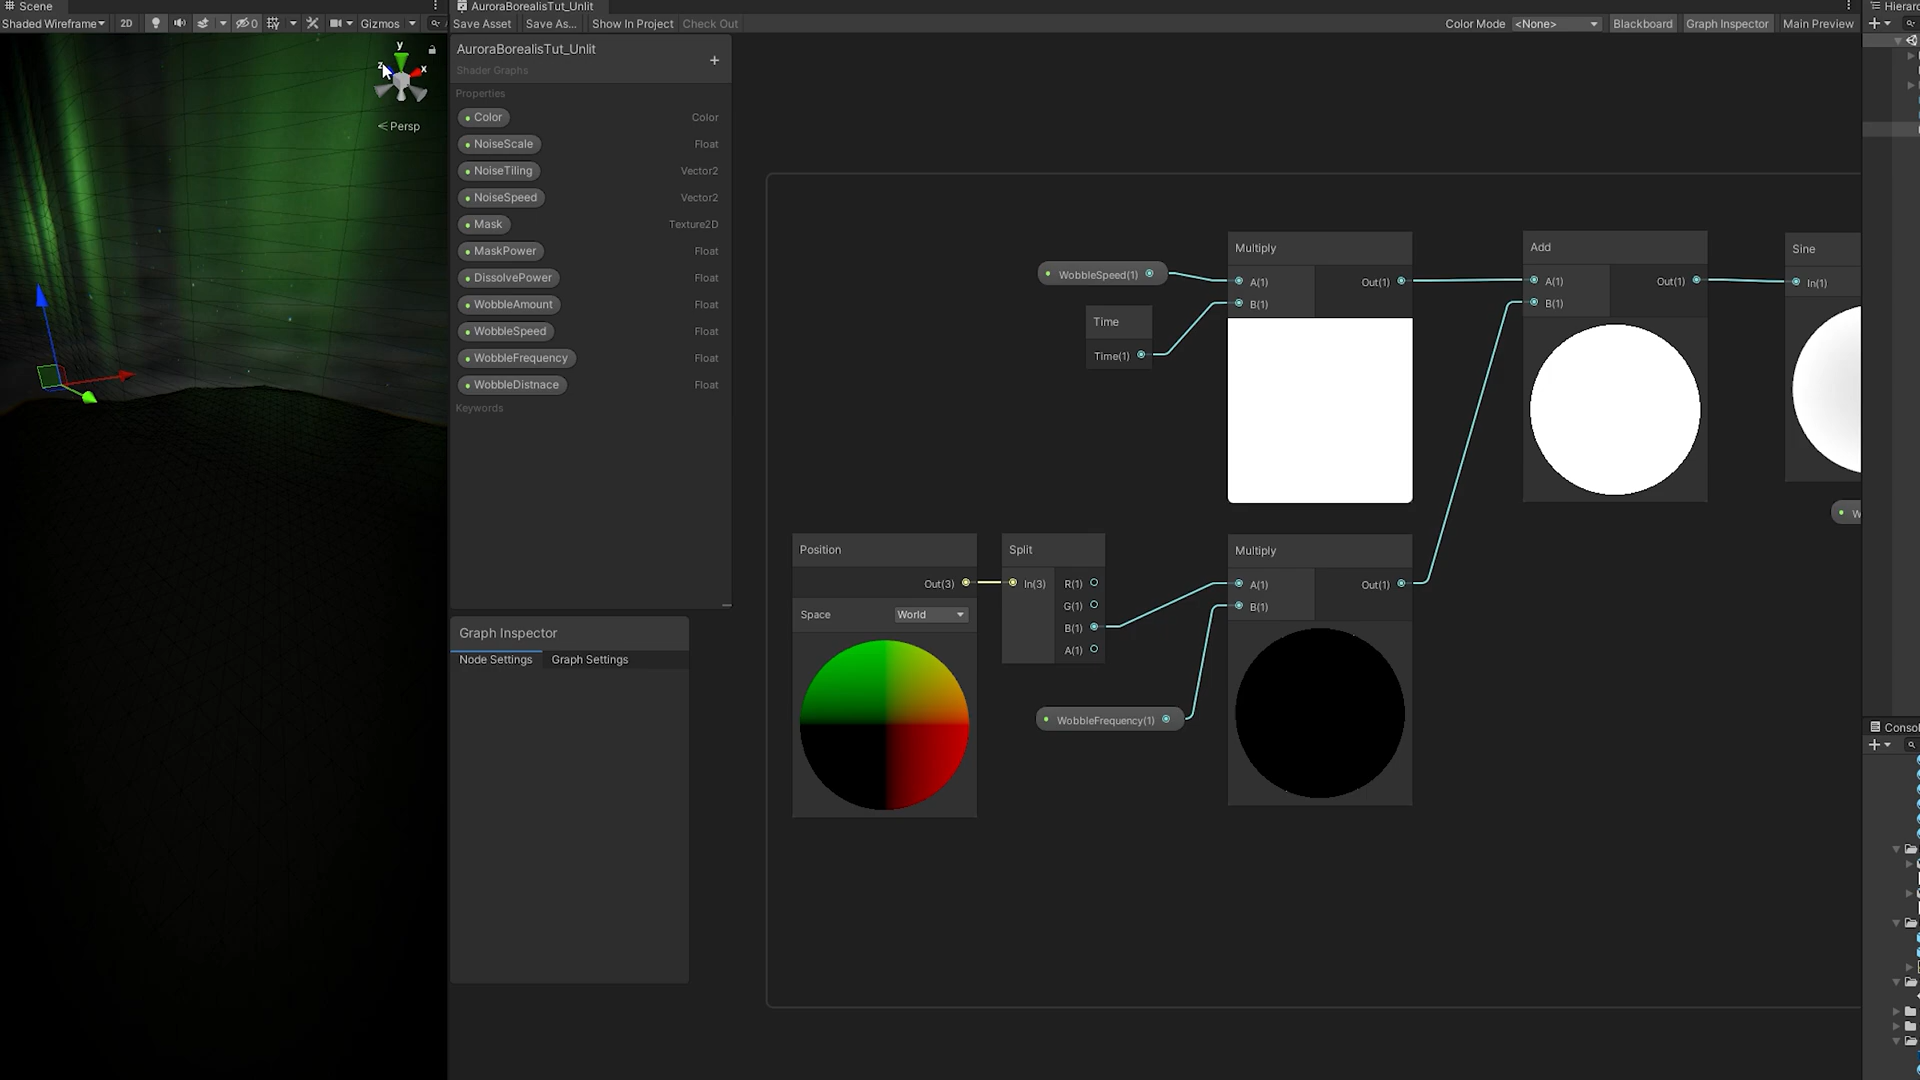 Scene
Shaded Wireframe
2D
0
Gizmos
y
z
x
Persp
AuroraBorealisTut_Unlit
Save Asset
Save As...
Show In Project
Check Out
Color Mode
<None>
Blackboard
Graph Inspector
Main Preview
AuroraBorealisTut_Unlit
+
Shader Graphs
Properties
Color Color
NoiseScale Float
NoiseTiling Vector2
NoiseSpeed Vector2
Mask Texture2D
MaskPower Float
DissolvePower Float
WobbleAmount Float
WobbleSpeed Float
WobbleFrequency Float
WobbleDistnace Float
Keywords
Graph Inspector
Node Settings
Graph Settings
WobbleSpeed(1)
Time
Time(1)
Multiply
A(1)
B(1)
Out(1)
Add
A(1)
B(1)
Out(1)
Sine
In(1)
W
Position
Out(3)
Space
World
Split
In(3)
R(1)
G(1)
B(1)
A(1)
WobbleFrequency(1)
Multiply
A(1)
B(1)
Out(1)
Hierarc
+
Consol
+